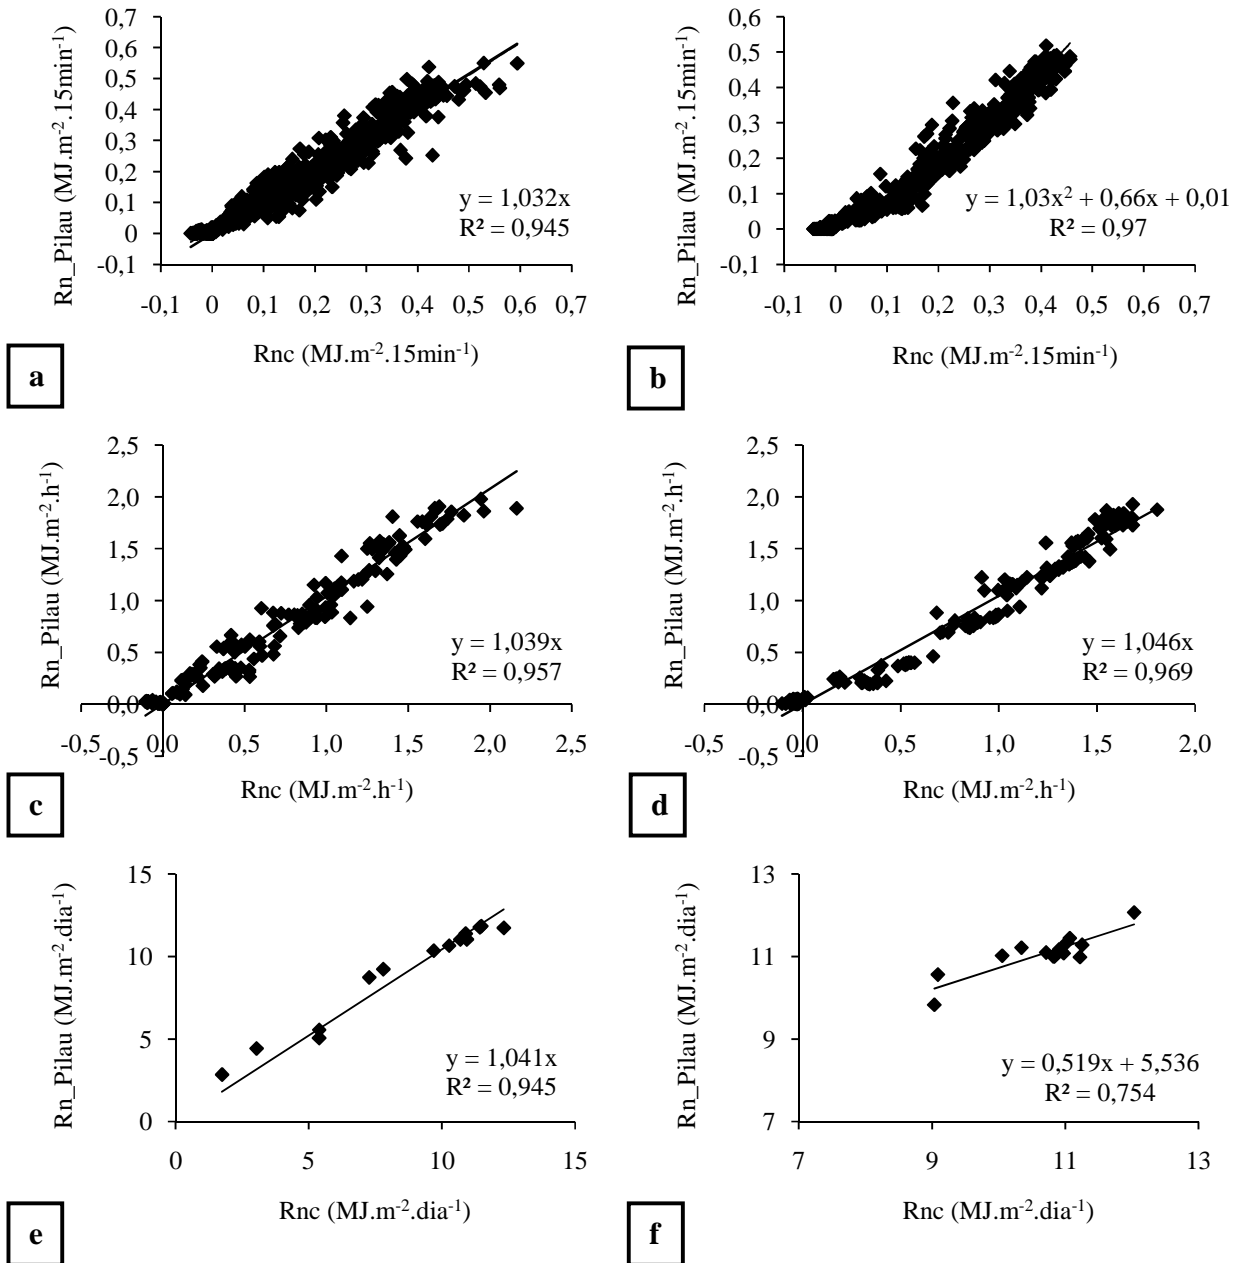 0,7
0,6
0,5
0,4
0,3
0,2
0,1
0
-0,1
Rn_Pilau (MJ.m⁻².15min⁻¹)
y = 1,032x
R² = 0,945
-0,1 0 0,1 0,2 0,3 0,4 0,5 0,6 0,7
Rnc (MJ.m⁻².15min⁻¹)
a
0,6
0,5
0,4
0,3
0,2
0,1
0
-0,1
Rn_Pilau (MJ.m⁻².15min⁻¹)
y = 1,03x² + 0,66x + 0,01
R² = 0,97
-0,1 0 0,1 0,2 0,3 0,4 0,5 0,6 0,7
Rnc (MJ.m⁻².15min⁻¹)
b
2,5
2,0
1,5
1,0
0,5
0,0
-0,5
Rn_Pilau (MJ.m⁻².h⁻¹)
y = 1,039x
R² = 0,957
-0,5 0,0 0,5 1,0 1,5 2,0 2,5
Rnc (MJ.m⁻².h⁻¹)
c
2,5
2,0
1,5
1,0
0,5
0,0
-0,5
Rn_Pilau (MJ.m⁻².h⁻¹)
y = 1,046x
R² = 0,969
-0,5 0,0 0,5 1,0 1,5 2,0
Rnc (MJ.m⁻².h⁻¹)
d
15
10
5
0
Rn_Pilau (MJ.m⁻².dia⁻¹)
y = 1,041x
R² = 0,945
0 5 10 15
Rnc (MJ.m⁻².dia⁻¹)
e
13
11
9
7
Rn_Pilau (MJ.m⁻².dia⁻¹)
y = 0,519x + 5,536
R² = 0,754
7 9 11 13
Rnc (MJ.m⁻².dia⁻¹)
f